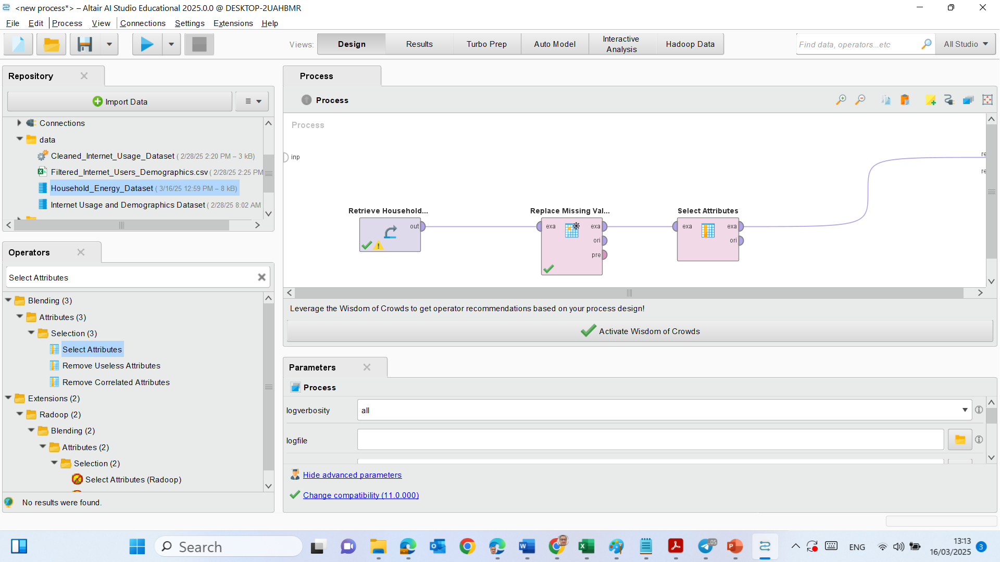 <new process*> – Altair AI Studio Educational 2025.0.0 @ DESKTOP-2UAHBMR
File Edit Process View Connections Settings Extensions Help
Views: Design Results Turbo Prep Auto Model Interactive Analysis Hadoop Data
Find data, operators...etc All Studio
Repository
Import Data
Connections
data
Cleaned_Internet_Usage_Dataset ( 2/28/25 2:20 PM – 3 kB)
Filtered_Internet_Users_Demographics.csv ( 2/28/25 2:25 PM
Household_Energy_Dataset ( 3/16/25 12:59 PM – 8 kB)
Internet Usage and Demographics Dataset ( 2/28/25 8:02 AM
Operators
Select Attributes
Blending (3)
Attributes (3)
Selection (3)
Select Attributes
Remove Useless Attributes
Remove Correlated Attributes
Extensions (2)
Radoop (2)
Blending (2)
Attributes (2)
Selection (2)
Select Attributes (Radoop)
No results were found.
Process
Process
Process
inp
re
re
Retrieve Household...
out
Replace Missing Val...
exa exa
ori
pre
Select Attributes
exa exa
ori
Leverage the Wisdom of Crowds to get operator recommendations based on your process design!
Activate Wisdom of Crowds
Parameters
Process
logverbosity all
logfile
Hide advanced parameters
Change compatibility (11.0.000)
Search
..05
ENG
13:13
16/03/2025
3